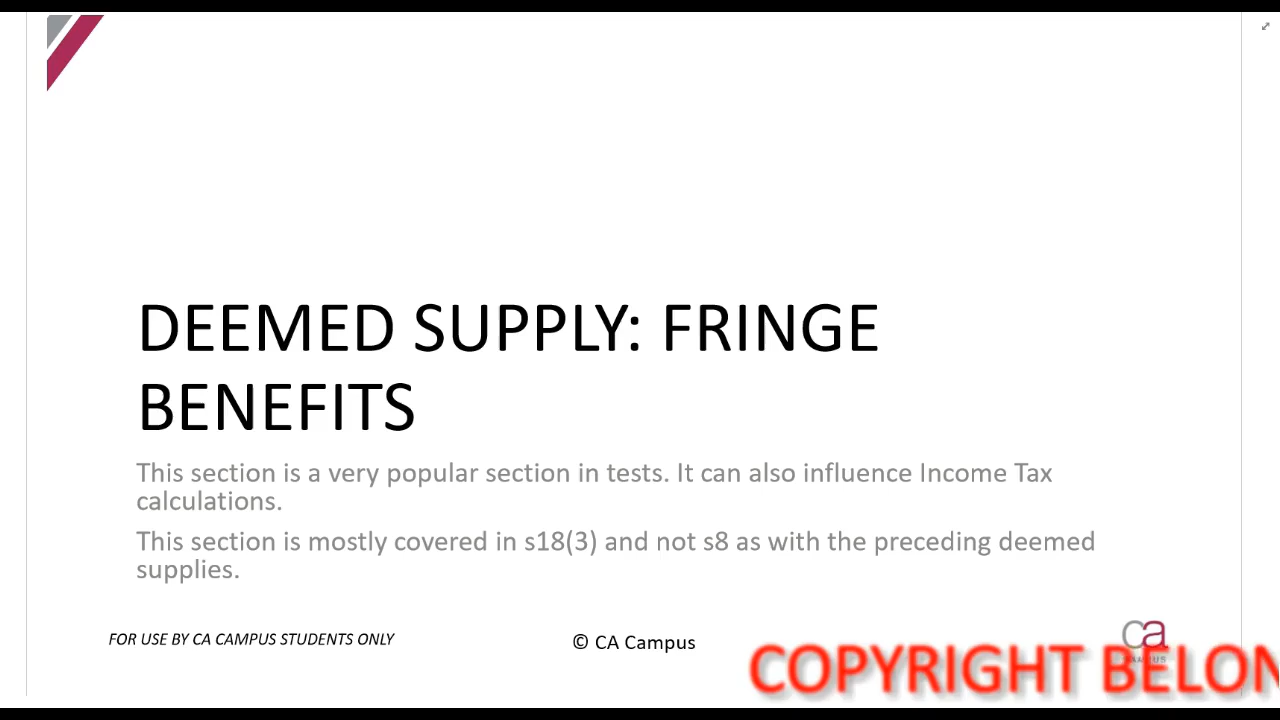 DEEMED SUPPLY: FRINGE
BENEFITS
This section is a very popular section in tests. It can also influence Income Tax
calculations.
This section is mostly covered in s18(3) and not s8 as with the preceding deemed
supplies.
FOR USE BY CA CAMPUS STUDENTS ONLY
© CA Campus
ca
CAMPUS
COPYRIGHT BELON